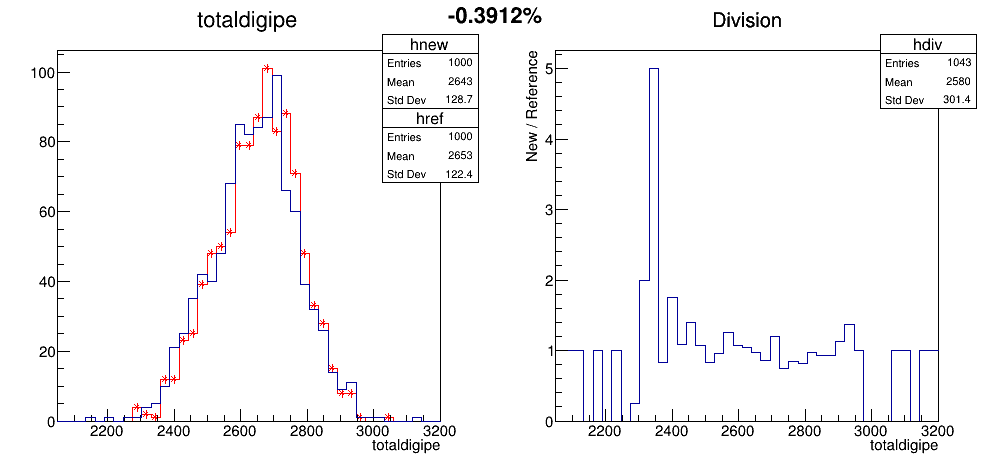 -0.3912%
totaldigipe
hnew
Entries 1000
Mean 2643
Std Dev 128.7
href
Entries 1000
Mean 2653
Std Dev 122.4
100
80
60
40
20
0
2200 2400 2600 2800 3000 3200
totaldigipe
Division
hdiv
Entries 1043
Mean 2580
Std Dev 301.4
New / Reference
5
4
3
2
1
0
2200 2400 2600 2800 3000 3200
totaldigipe